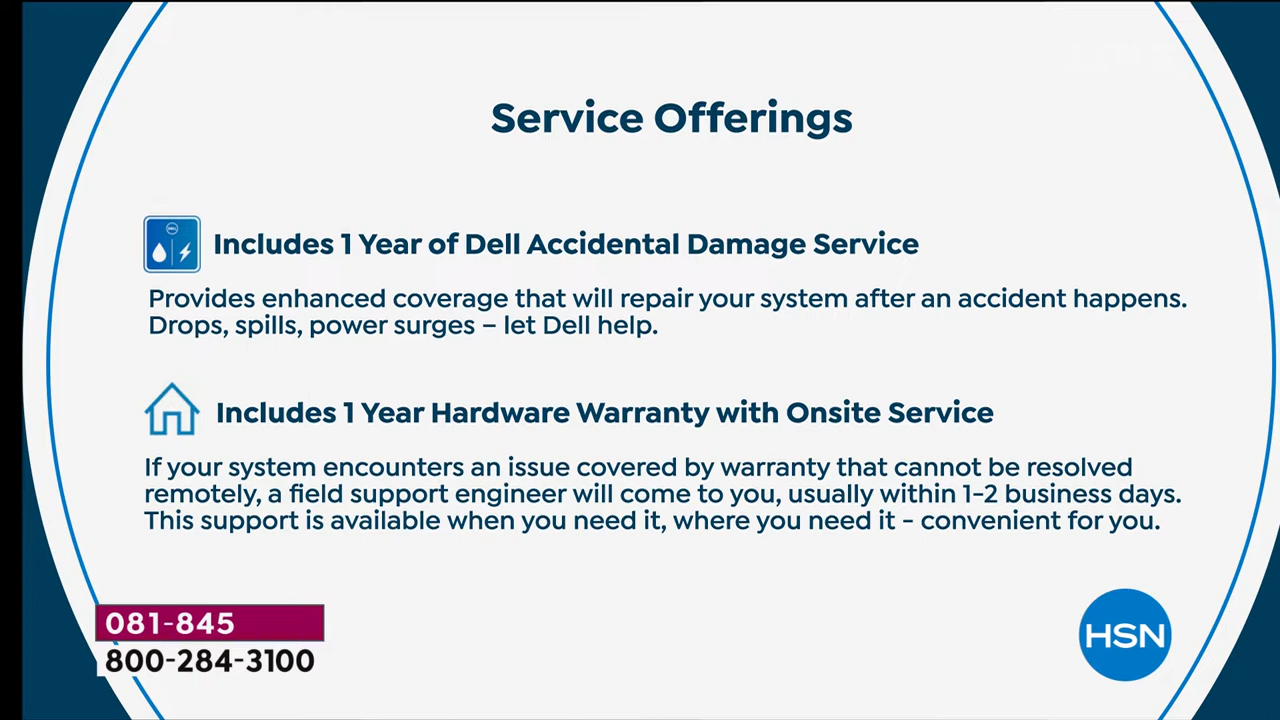 Service Offerings
Includes 1 Year of Dell Accidental Damage Service
Provides enhanced coverage that will repair your system after an accident happens.
Drops, spills, power surges – let Dell help.
Includes 1 Year Hardware Warranty with Onsite Service
If your system encounters an issue covered by warranty that cannot be resolved
remotely, a field support engineer will come to you, usually within 1-2 business days.
This support is available when you need it, where you need it - convenient for you.
081-845
800-284-3100
HSN